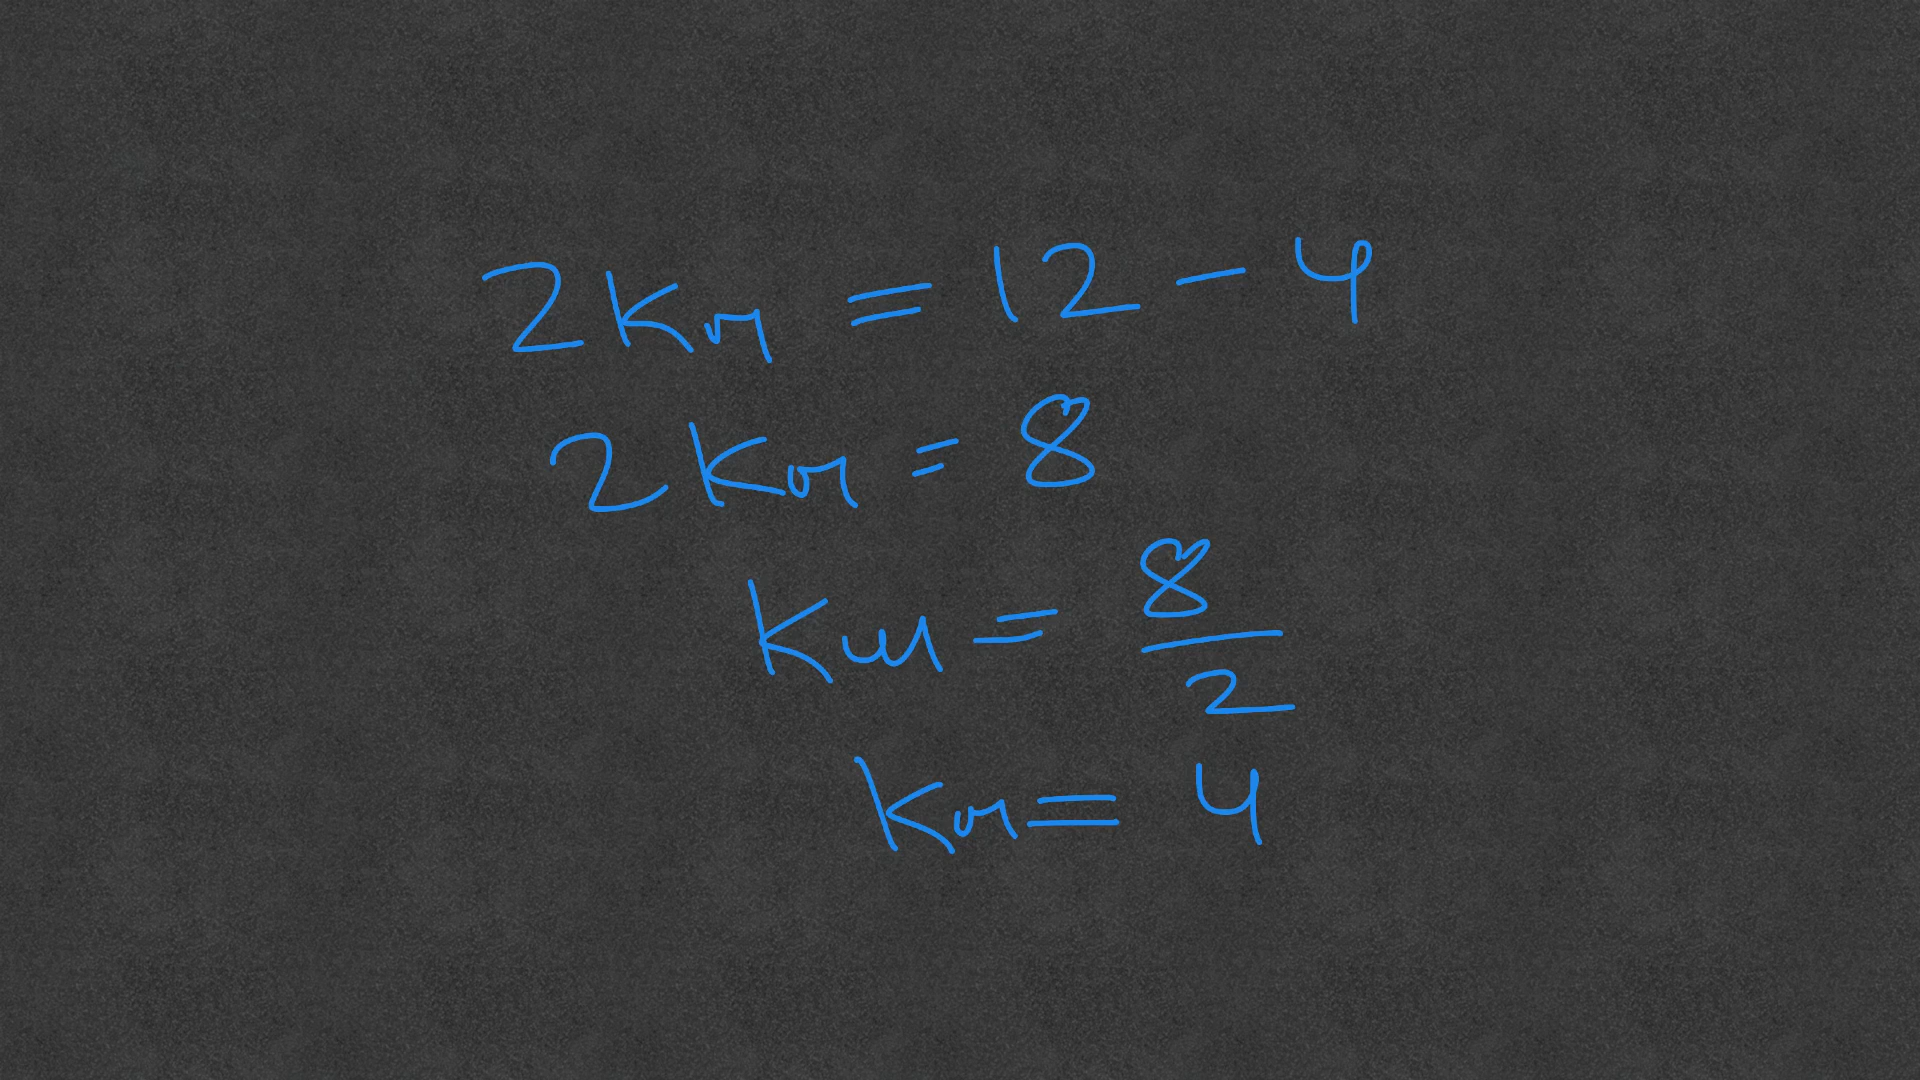 2km = 12 - 4
2km = 8
km = 8/2
km = 4